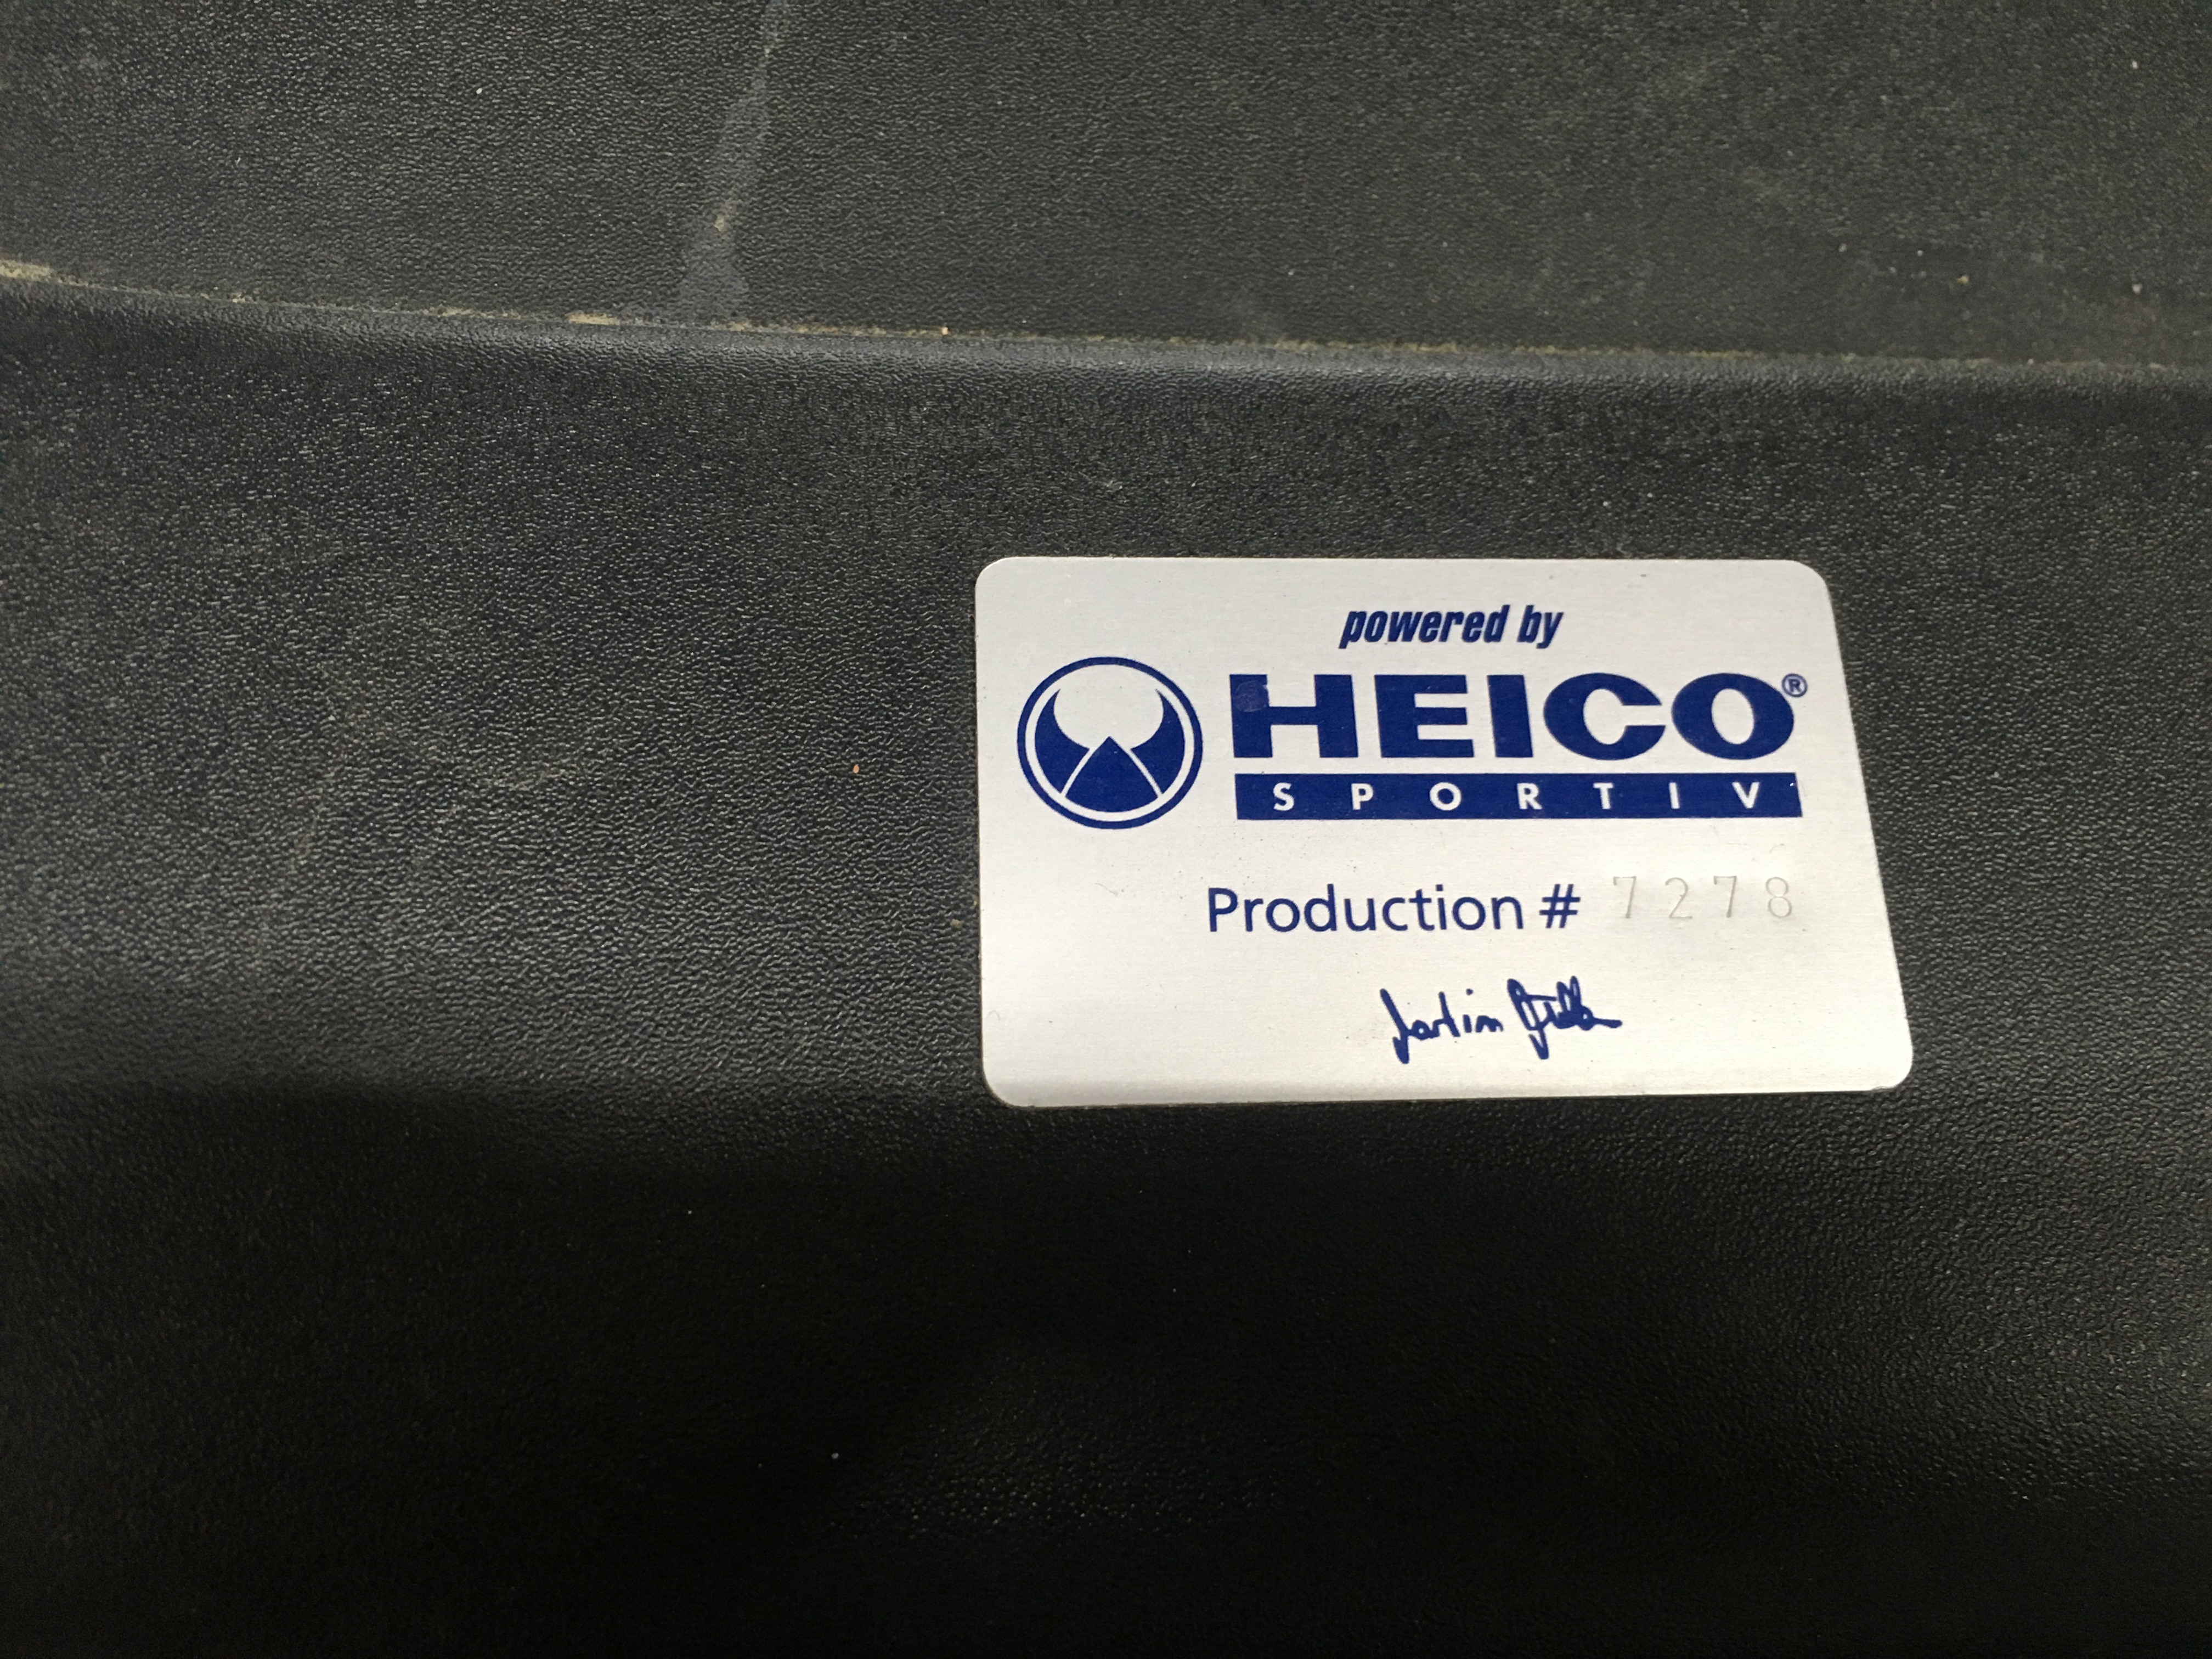 powered by
HEICO®
SPORTIV
Production # 7278